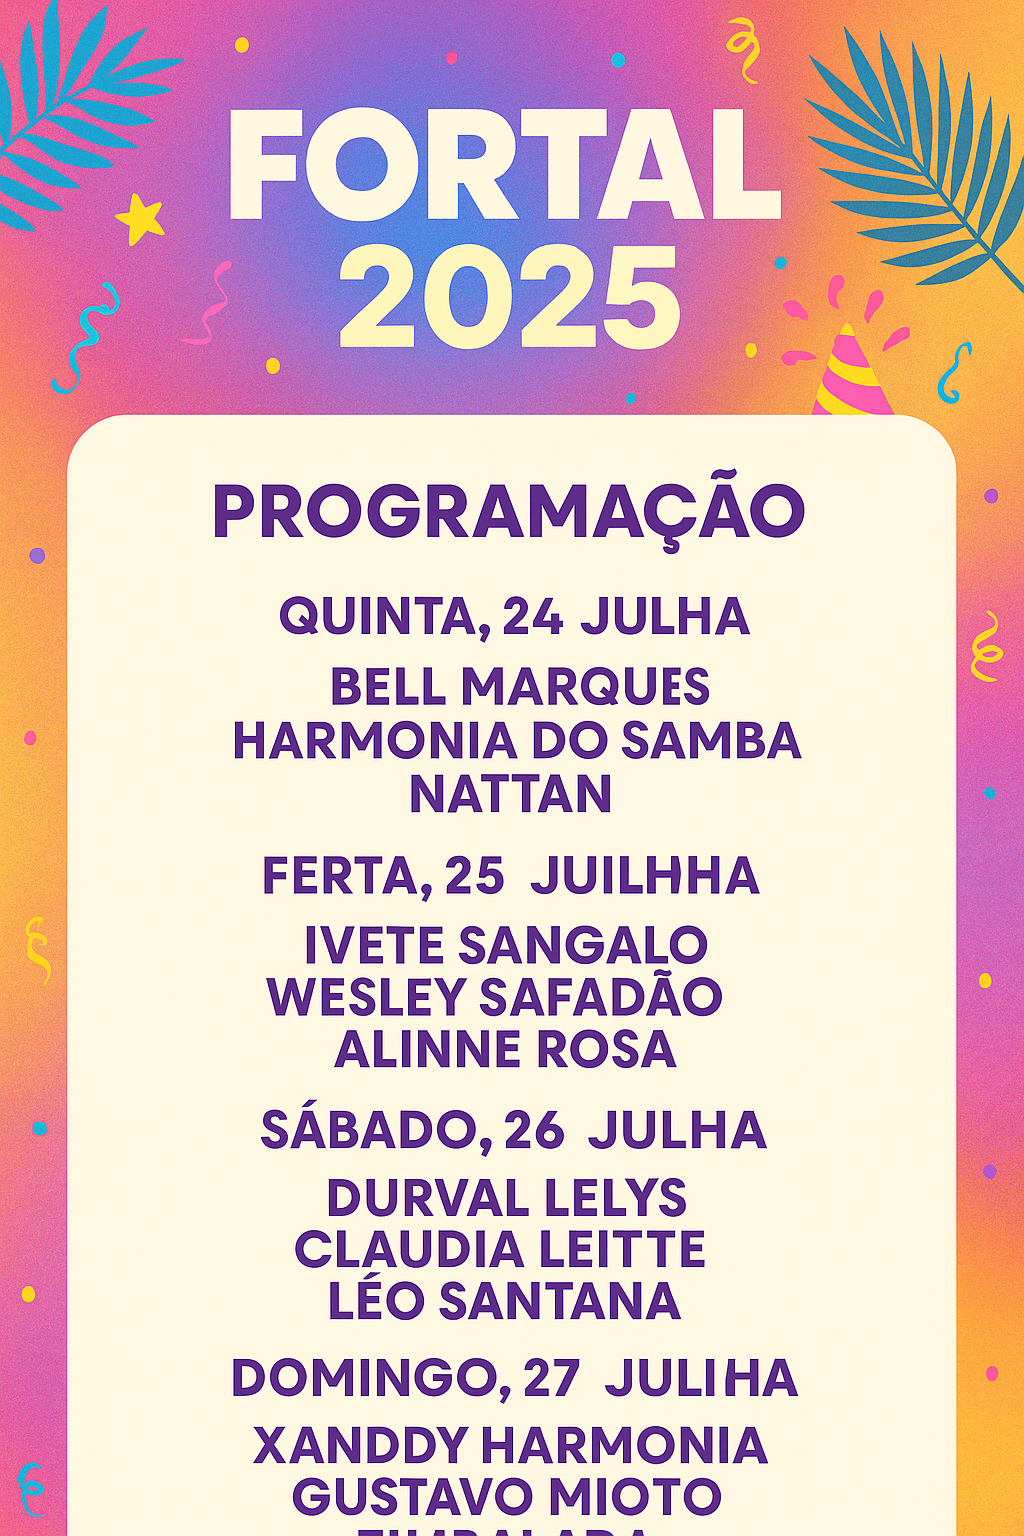 FORTAL
2025
PROGRAMAÇÃO
QUINTA, 24 JULHA
BELL MARQUES
HARMONIA DO SAMBA
NATTAN
FERTA, 25 JUILHHA
IVETE SANGALO
WESLEY SAFADÃO
ALINNE ROSA
SÁBADO, 26 JULHA
DURVAL LELYS
CLAUDIA LEITTE
LÉO SANTANA
DOMINGO, 27 JULIHA
XANDDY HARMONIA
GUSTAVO MIOTO